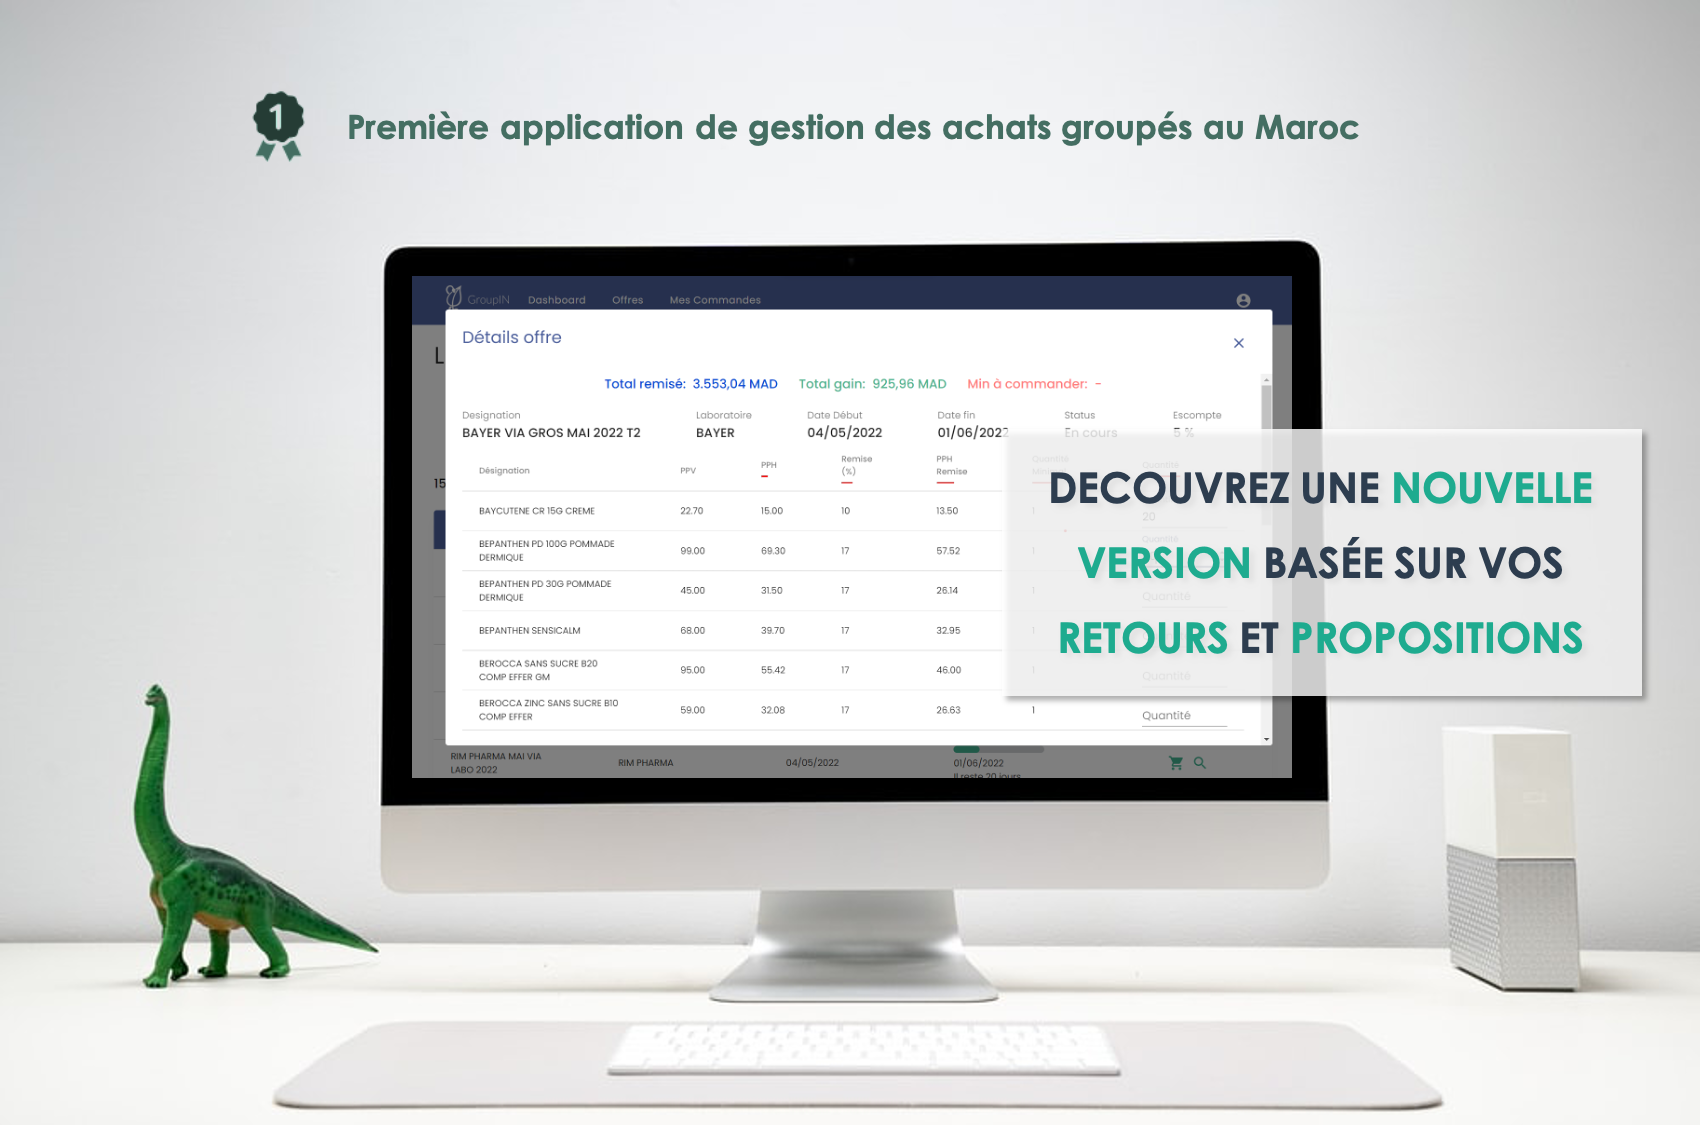 1
Première application de gestion des achats groupés au Maroc
GroupIN Dashboard Offres Mes Commandes
L
Détails offre
Total remisé: 3.553,04 MAD Total gain: 925,96 MAD Min à commander: -
Designation Laboratoire Date Début Date fin Status Escompte
BAYER VIA GROS MAI 2022 T2 BAYER 04/05/2022 01/06/2022 En cours 5 %
Désignation PPV PPH Remise (%) PPH Remise
15
BAYCUTENE CR 15G CREME 22.70 15.00 10 13.50 1 20
BEPANTHEN PD 100G POMMADE DERMIQUE 99.00 69.30 17 57.52 1
BEPANTHEN PD 30G POMMADE DERMIQUE 45.00 31.50 17 26.14 1 Quantité
BEPANTHEN SENSICALM 68.00 39.70 17 32.95 1
BEROCCA SANS SUCRE B20 COMP EFFER GM 95.00 55.42 17 46.00 Quantité
BEROCCA ZINC SANS SUCRE B10 COMP EFFER 59.00 32.08 17 26.63 1 Quantité
DECOUVREZ UNE NOUVELLE
VERSION BASÉE SUR VOS
RETOURS ET PROPOSITIONS
RIM PHARMA MAI VIA LABO 2022 RIM PHARMA 04/05/2022 01/06/2022
Il reste 20 jours